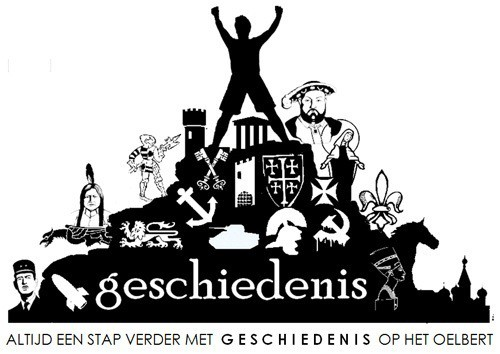 geschiedenis
ALTIJD EEN STAP VERDER MET GESCHIEDENIS OP HET OELBERT